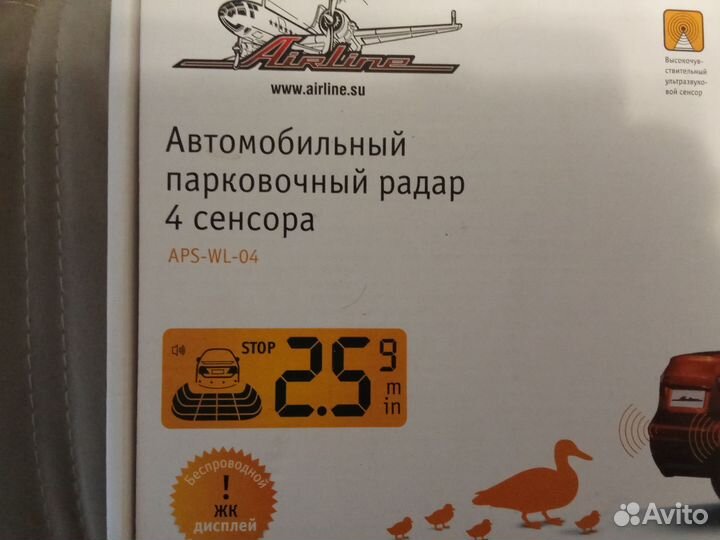 AirLine
www.airline.su
Высокочув-
ствительный
ультразвуко-
вой сенсор
Автомобильный
парковочный радар
4 сенсора
APS-WL-04
STOP
2.5 9
m
in
Беспроводной
!
ЖК
дисплей
Avito